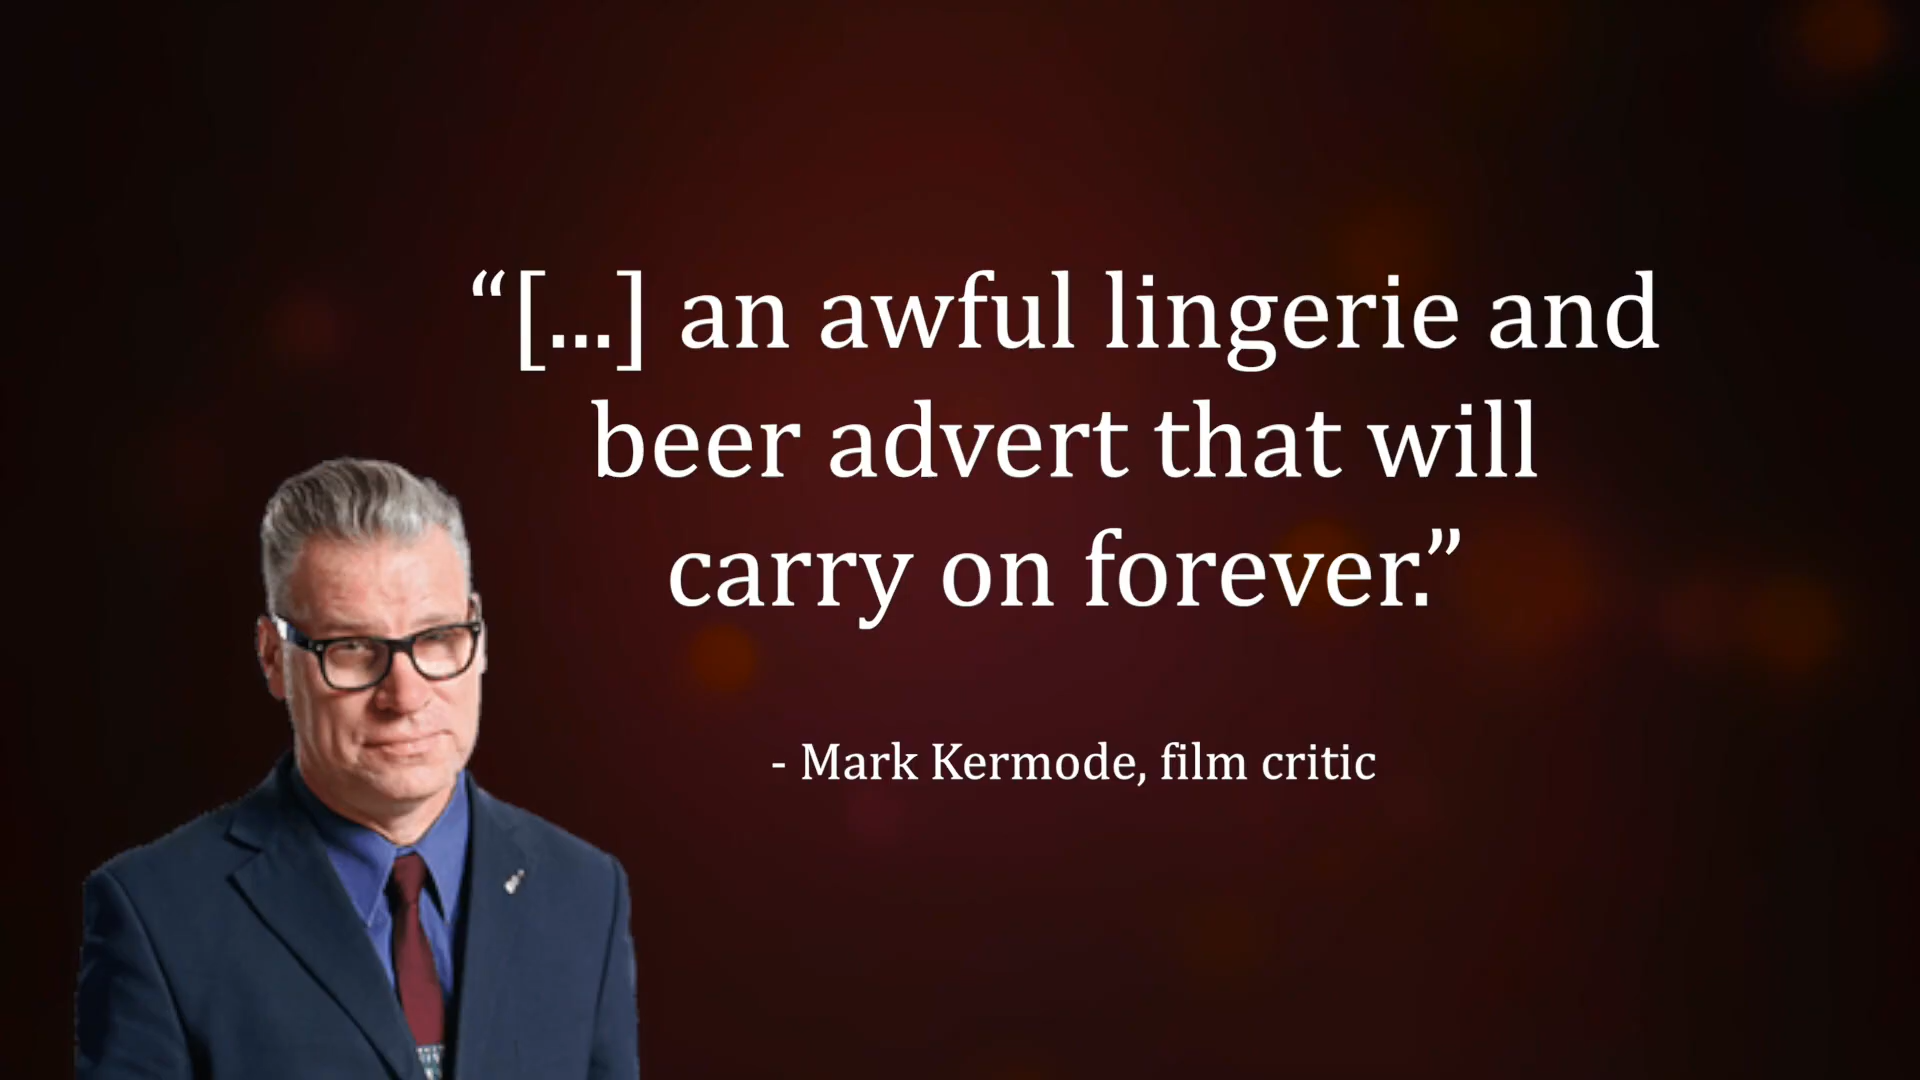 “[...] an awful lingerie and
beer advert that will
carry on forever.”
- Mark Kermode, film critic